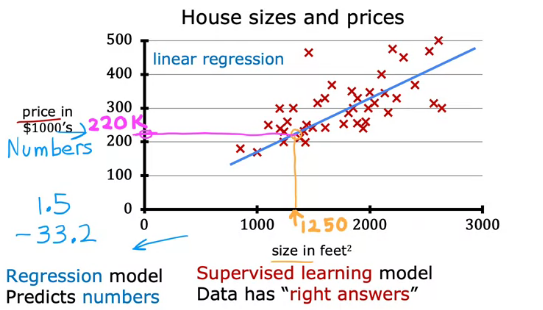 House sizes and prices
500
400
300
200
100
0
linear regression
price in
$1000's
220K
Numbers
1.5
-33.2
0
1000
2000
3000
1250
size in feet²
Regression model
Predicts numbers
Supervised learning model
Data has "right answers"